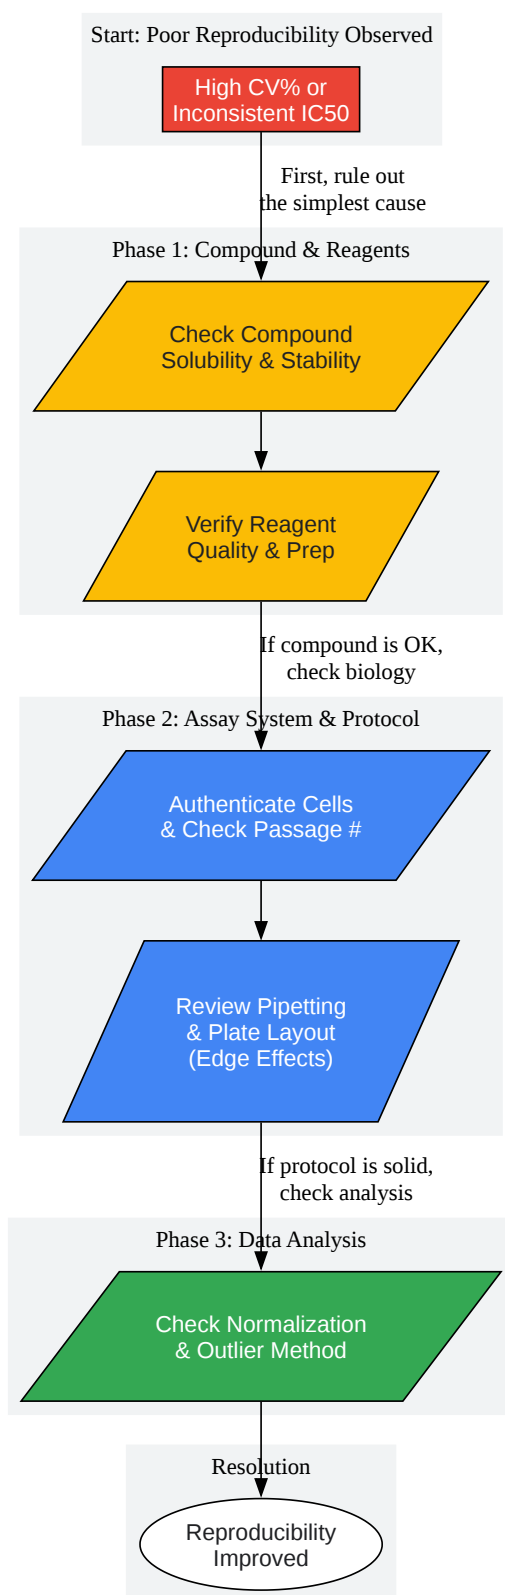 Start: Poor Reproducibility Observed
High CV% or
Inconsistent IC50
First, rule out
the simplest cause
Phase 1: Compound & Reagents
Check Compound
Solubility & Stability
Verify Reagent
Quality & Prep
If compound is OK,
check biology
Phase 2: Assay System & Protocol
Authenticate Cells
& Check Passage #
Review Pipetting
& Plate Layout
(Edge Effects)
If protocol is solid,
check analysis
Phase 3: Data Analysis
Check Normalization
& Outlier Method
Resolution
Reproducibility
Improved